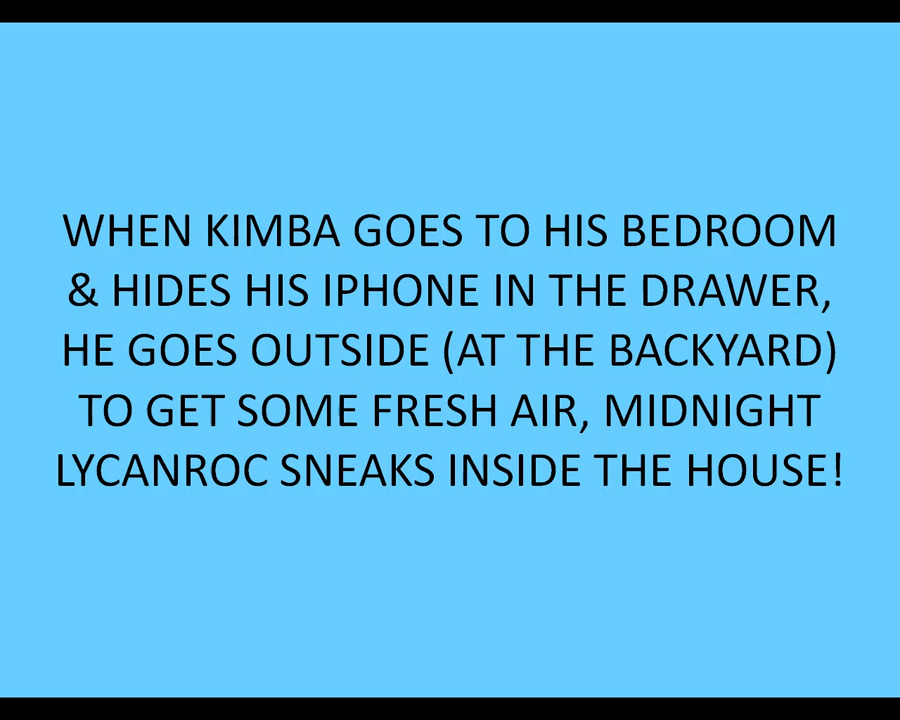 WHEN KIMBA GOES TO HIS BEDROOM
& HIDES HIS IPHONE IN THE DRAWER,
HE GOES OUTSIDE (AT THE BACKYARD)
TO GET SOME FRESH AIR, MIDNIGHT
LYCANROC SNEAKS INSIDE THE HOUSE!